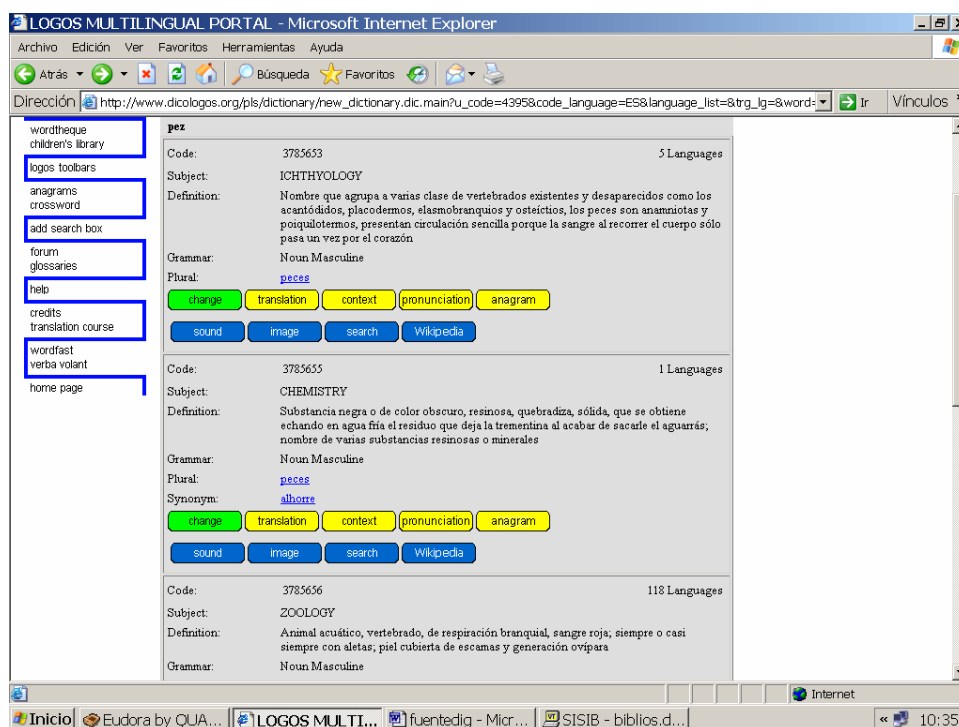 LOGOS MULTILINGUAL PORTAL - Microsoft Internet Explorer
Archivo Edición Ver Favoritos Herramientas Ayuda
Atrás Búsqueda Favoritos
Dirección http://www.dicologos.org/pls/dictionary/new_dictionary.dic.main?u_code=4395&code_language=ES&language_list=&trg_lg=&word= Ir Vínculos
wordtheque
children's library
logos toolbars
anagrams
crossword
add search box
forum
glossaries
help
credits
translation course
wordfast
verba volant
home page
pez
Code: 3785653 5 Languages
Subject: ICHTHYOLOGY
Definition: Nombre que agrupa a varias clase de vertebrados existentes y desaparecidos como los
acantódidos, placodermos, elasmobranquios y osteíctios, los peces son anamniotas y
poiquilotermos, presentan circulación sencilla porque la sangre al recorrer el cuerpo sólo
pasa un vez por el corazón
Grammar: Noun Masculine
Plural: peces
change translation context pronunciation anagram
sound image search Wikipedia
Code: 3785655 1 Languages
Subject: CHEMISTRY
Definition: Substancia negra o de color obscuro, resinosa, quebradiza, sólida, que se obtiene
echando en agua fría el residuo que deja la trementina al acabar de sacarle el aguarrás;
nombre de varias substancias resinosas o minerales
Grammar: Noun Masculine
Plural: peces
Synonym: alhorre
change translation context pronunciation anagram
sound image search Wikipedia
Code: 3785656 118 Languages
Subject: ZOOLOGY
Definition: Animal acuático, vertebrado, de respiración branquial, sangre roja; siempre o casi
siempre con aletas; piel cubierta de escamas y generación ovípara
Grammar: Noun Masculine
Internet
Inicio Eudora by QUA... LOGOS MULTI... fuentedig - Micr... SISIB - biblios.d... « 10:35